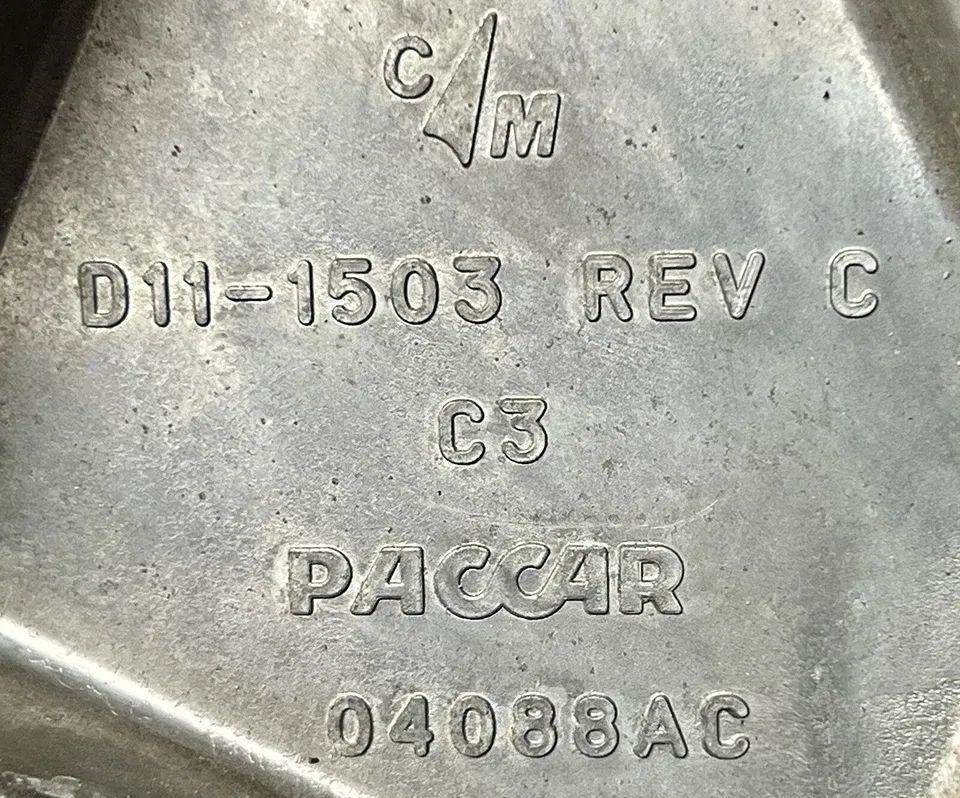 C M
D11-1503 REV C
C3
PACCAR
04088AC